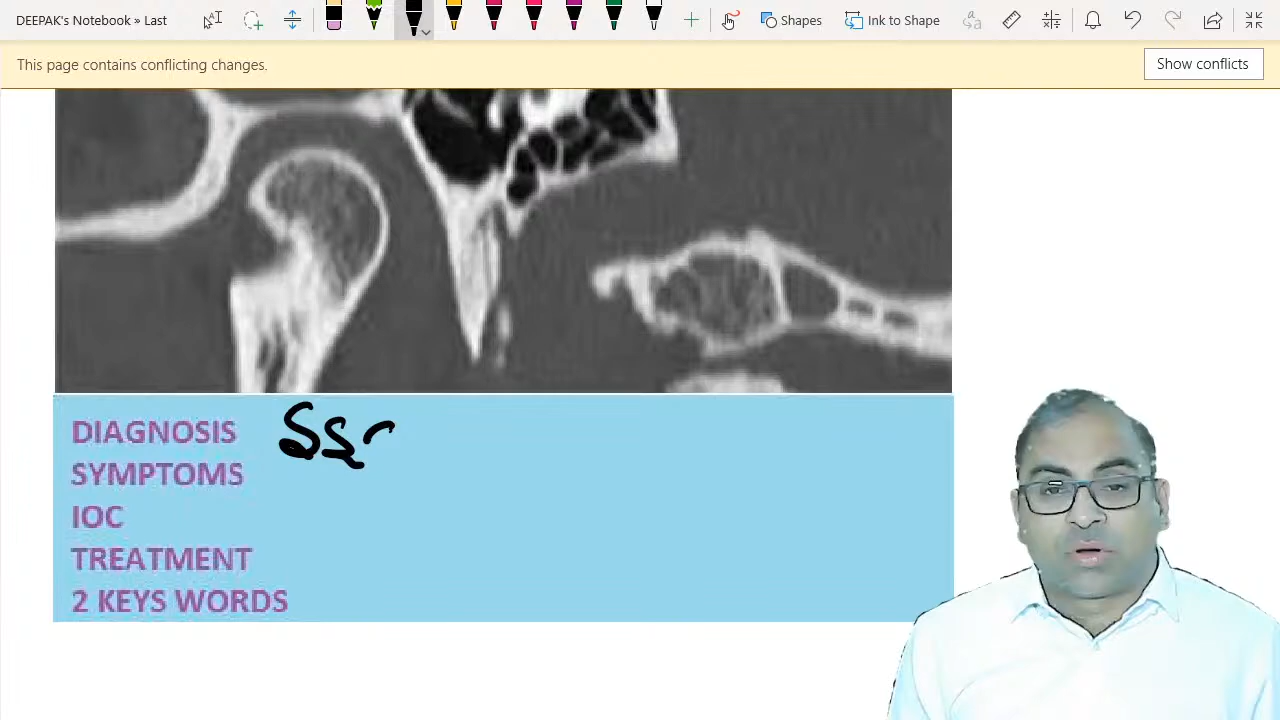 DEEPAK's Notebook » Last
Shapes
Ink to Shape
This page contains conflicting changes.
Show conflicts
DIAGNOSIS
SYMPTOMS
IOC
TREATMENT
2 KEYS WORDS